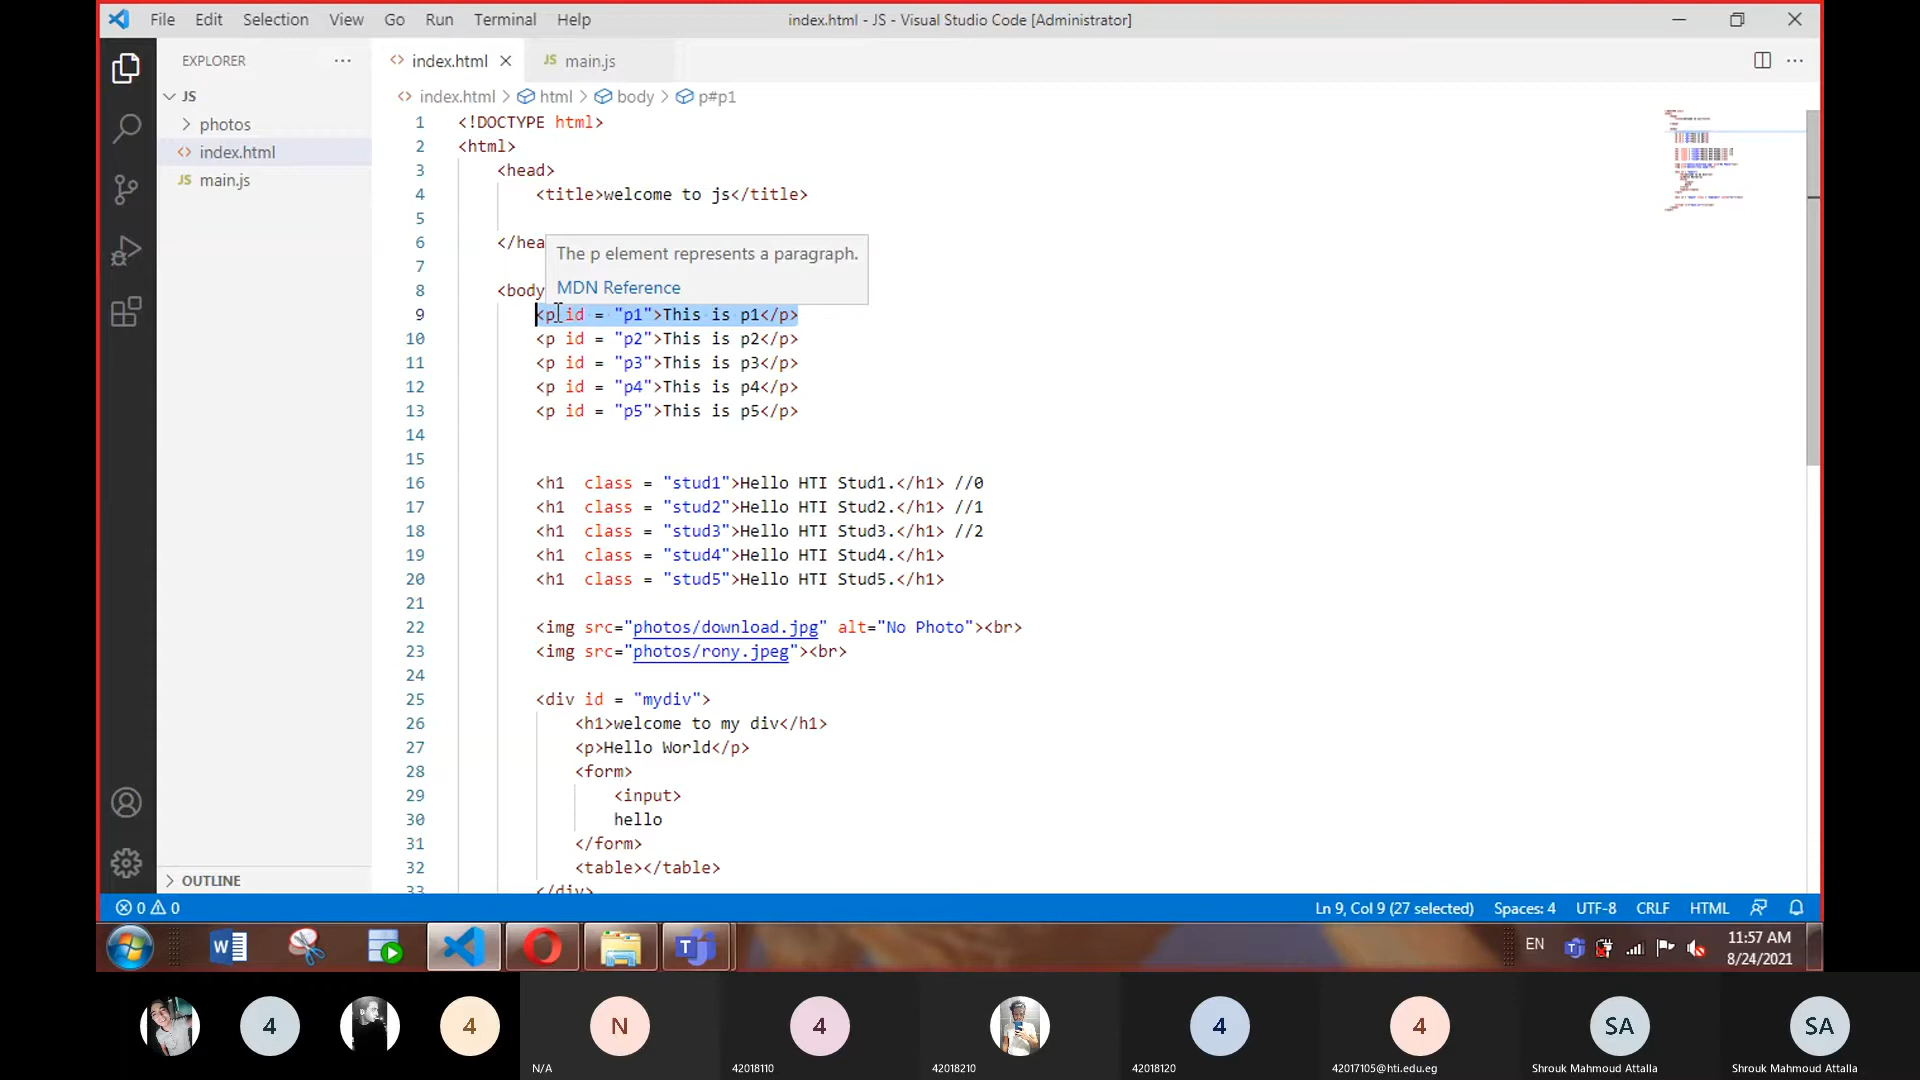 File Edit Selection View Go Run Terminal Help
index.html - JS - Visual Studio Code [Administrator]
EXPLORER
index.html
JS main.js
JS
photos
index.html
JS main.js
OUTLINE
index.html > html > body > p#p1
1 <!DOCTYPE html>
2 <html>
3 <head>
4 <title>welcome to js</title>
5
6 </hea
7
8 <body
The p element represents a paragraph.
MDN Reference
9 <p id = "p1">This is p1</p>
10 <p id = "p2">This is p2</p>
11 <p id = "p3">This is p3</p>
12 <p id = "p4">This is p4</p>
13 <p id = "p5">This is p5</p>
14
15
16 <h1  class = "stud1">Hello HTI Stud1.</h1> //0
17 <h1  class = "stud2">Hello HTI Stud2.</h1> //1
18 <h1  class = "stud3">Hello HTI Stud3.</h1> //2
19 <h1  class = "stud4">Hello HTI Stud4.</h1>
20 <h1  class = "stud5">Hello HTI Stud5.</h1>
21
22 <img src="photos/download.jpg" alt="No Photo"><br>
23 <img src="photos/rony.jpeg"><br>
24
25 <div id = "mydiv">
26 <h1>welcome to my div</h1>
27 <p>Hello World</p>
28 <form>
29 <input>
30 hello
31 </form>
32 <table></table>
33 </div>
0 0
Ln 9, Col 9 (27 selected) Spaces: 4 UTF-8 CRLF HTML
EN
11:57 AM
8/24/2021
4
4
N
4
4
4
SA
SA
N/A
42018110
42018210
42018120
42017105@hti.edu.eg
Shrouk Mahmoud Attalla
Shrouk Mahmoud Attalla